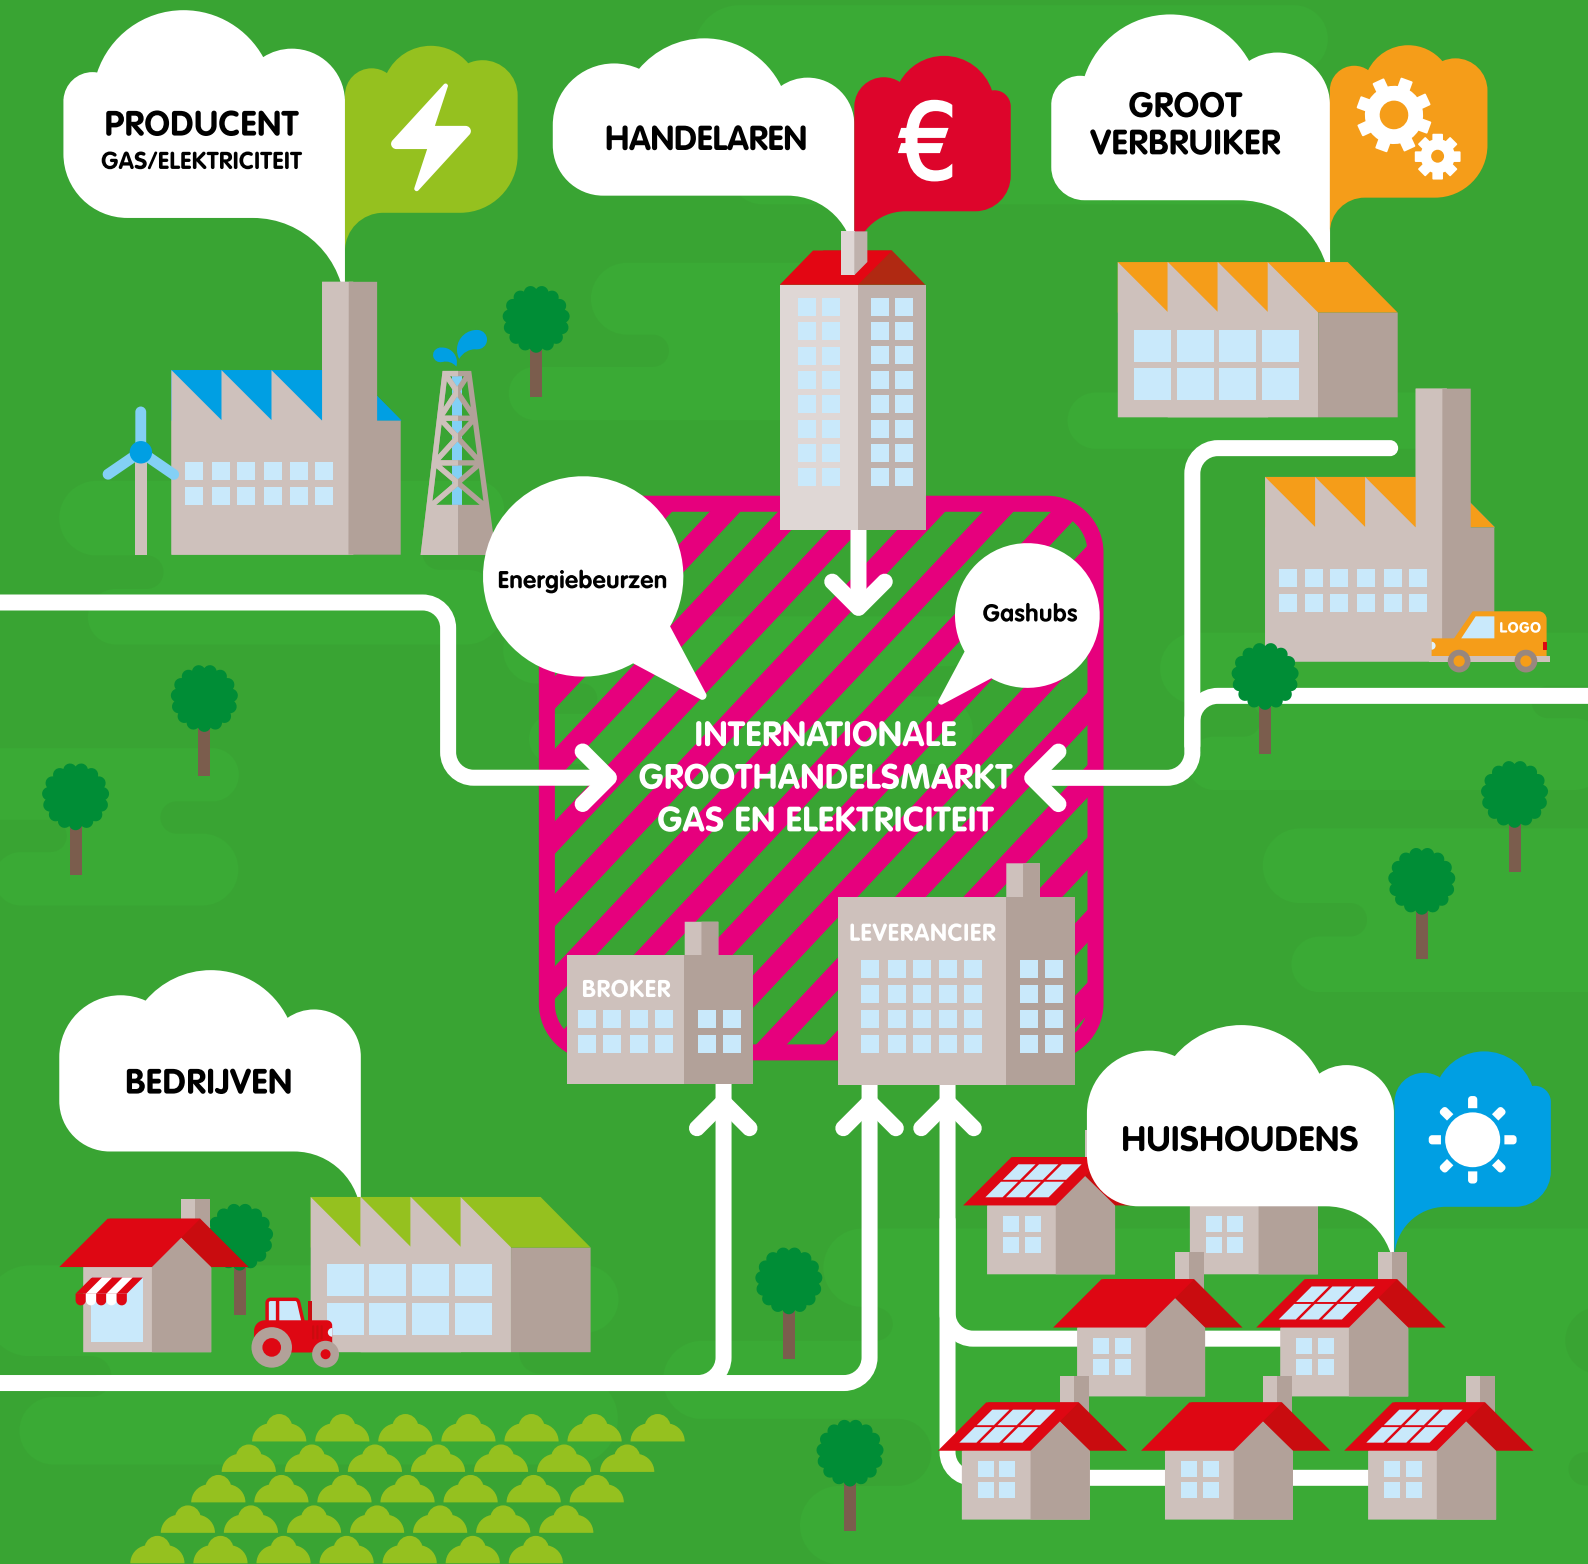 PRODUCENT
GAS/ELEKTRICITEIT
HANDELAREN
€
GROOT
VERBRUIKER
LOGO
Energiebeurzen
Gashubs
INTERNATIONALE
GROOTHANDELSMARKT
GAS EN ELEKTRICITEIT
LEVERANCIER
BROKER
BEDRIJVEN
HUISHOUDENS